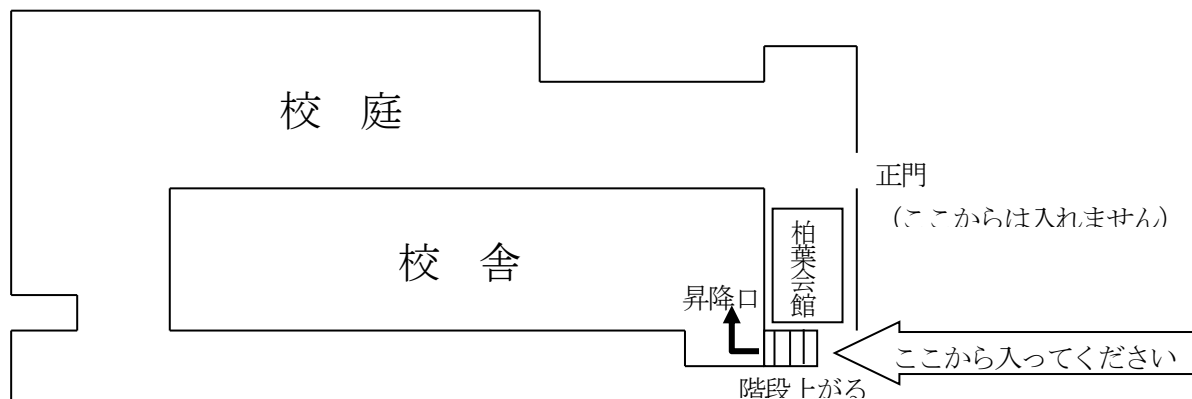 校 庭
正門
（ここからは入れません）
柏葉会館
校 舎
昇降口
ここから入ってください
階段上がる